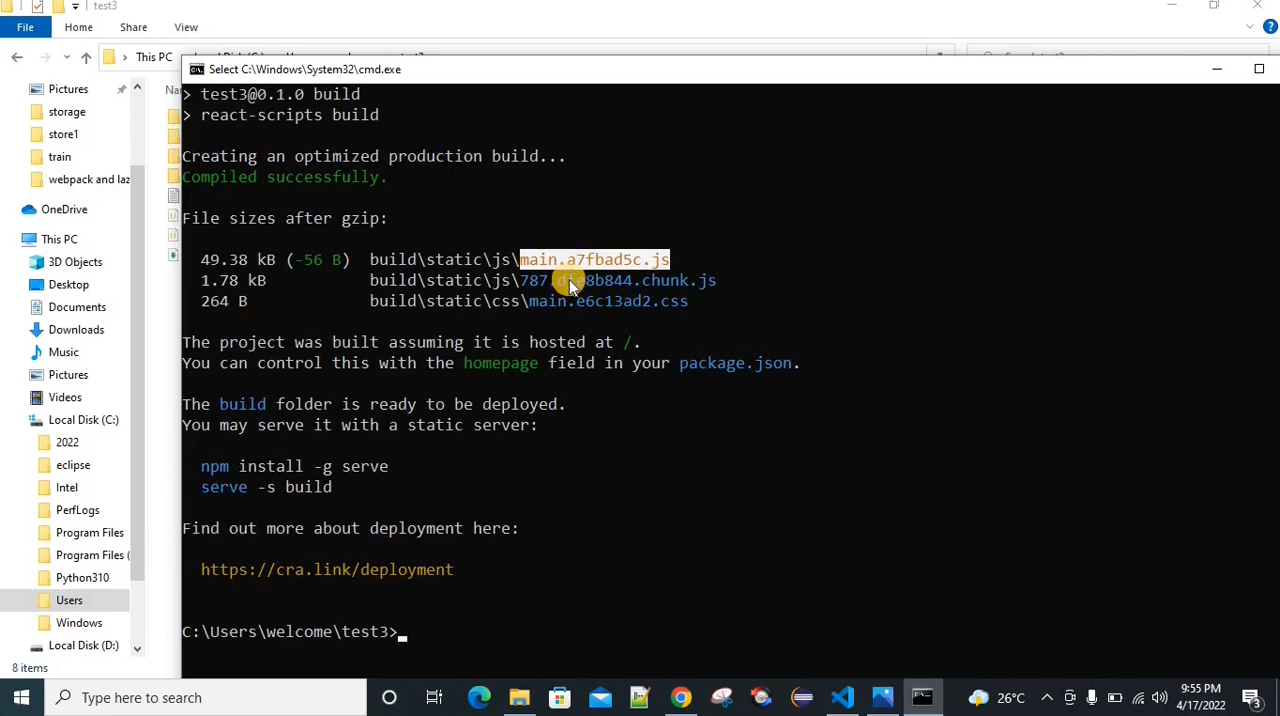 test3
File Home Share View
This PC
Select C:\Windows\System32\cmd.exe
Pictures
storage
store1
train
webpack and laz
OneDrive
This PC
3D Objects
Desktop
Documents
Downloads
Music
Pictures
Videos
Local Disk (C:)
2022
eclipse
Intel
PerfLogs
Program Files
Program Files (
Python310
Users
Windows
Local Disk (D:)
8 items
> test3@0.1.0 build
> react-scripts build
Creating an optimized production build...
Compiled successfully.
File sizes after gzip:
49.38 kB (-56 B) build\static\js\main.a7fbad5c.js
1.78 kB build\static\js\787.
264 B build\static\css\main.e6c13ad2.css
The project was built assuming it is hosted at /.
You can control this with the homepage field in your package.json.
The build folder is ready to be deployed.
You may serve it with a static server:
npm install -g serve
serve -s build
Find out more about deployment here:
https://cra.link/deployment
C:\Users\welcome\test3>
Type here to search
26°C
9:55 PM
4/17/2022
3